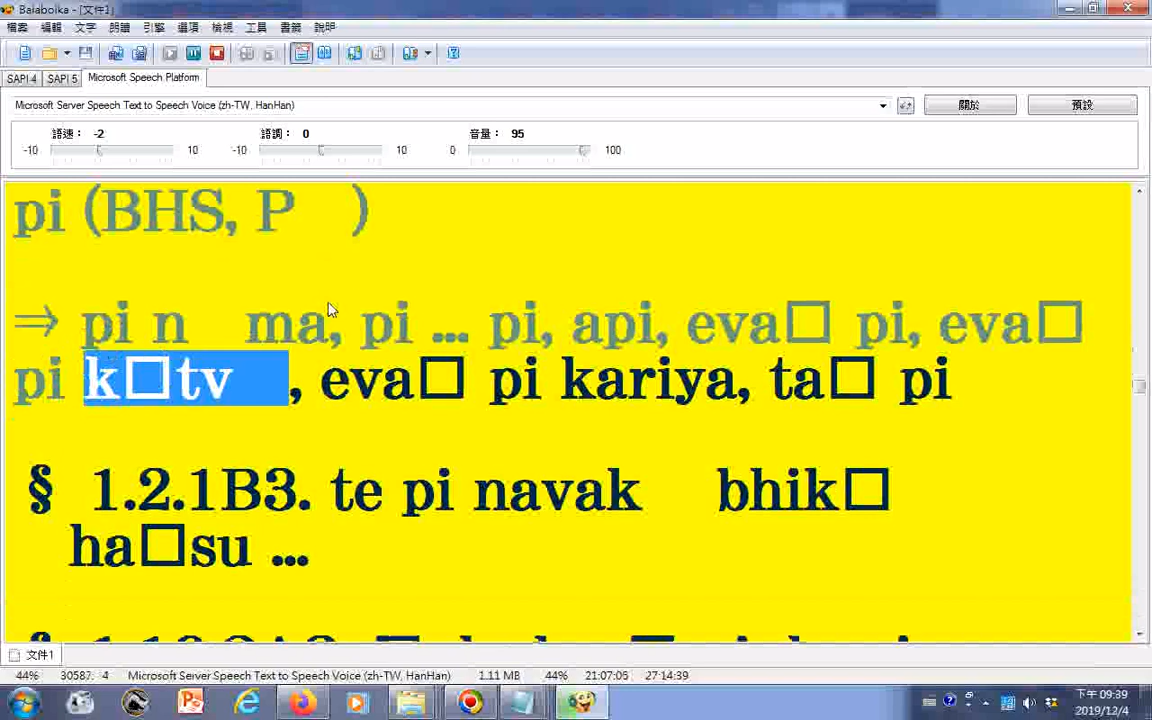 Balabolka - [文件1]
檔案 編輯 文字 朗讀 引擎 選項 檢視 工具 書籤 說明
SAPI 4 SAPI 5 Microsoft Speech Platform
Microsoft Server Speech Text to Speech Voice (zh-TW, HanHan) 關於 預設
語速： -2 語調： 0 音量： 95
-10 10 -10 10 0 100
pi (BHS, P )
⇒ pi n ma, pi ... pi, api, eva□ pi, eva□
pi k□tv , eva□ pi kariya, ta□ pi
§ 1.2.1B3. te pi navak bhik□
ha□su ...
文件1
44% 30587: 4 Microsoft Server Speech Text to Speech Voice (zh-TW, HanHan) 1.11 MB 44% 21:07:05 27:14:39
下午 09:39
2019/12/4